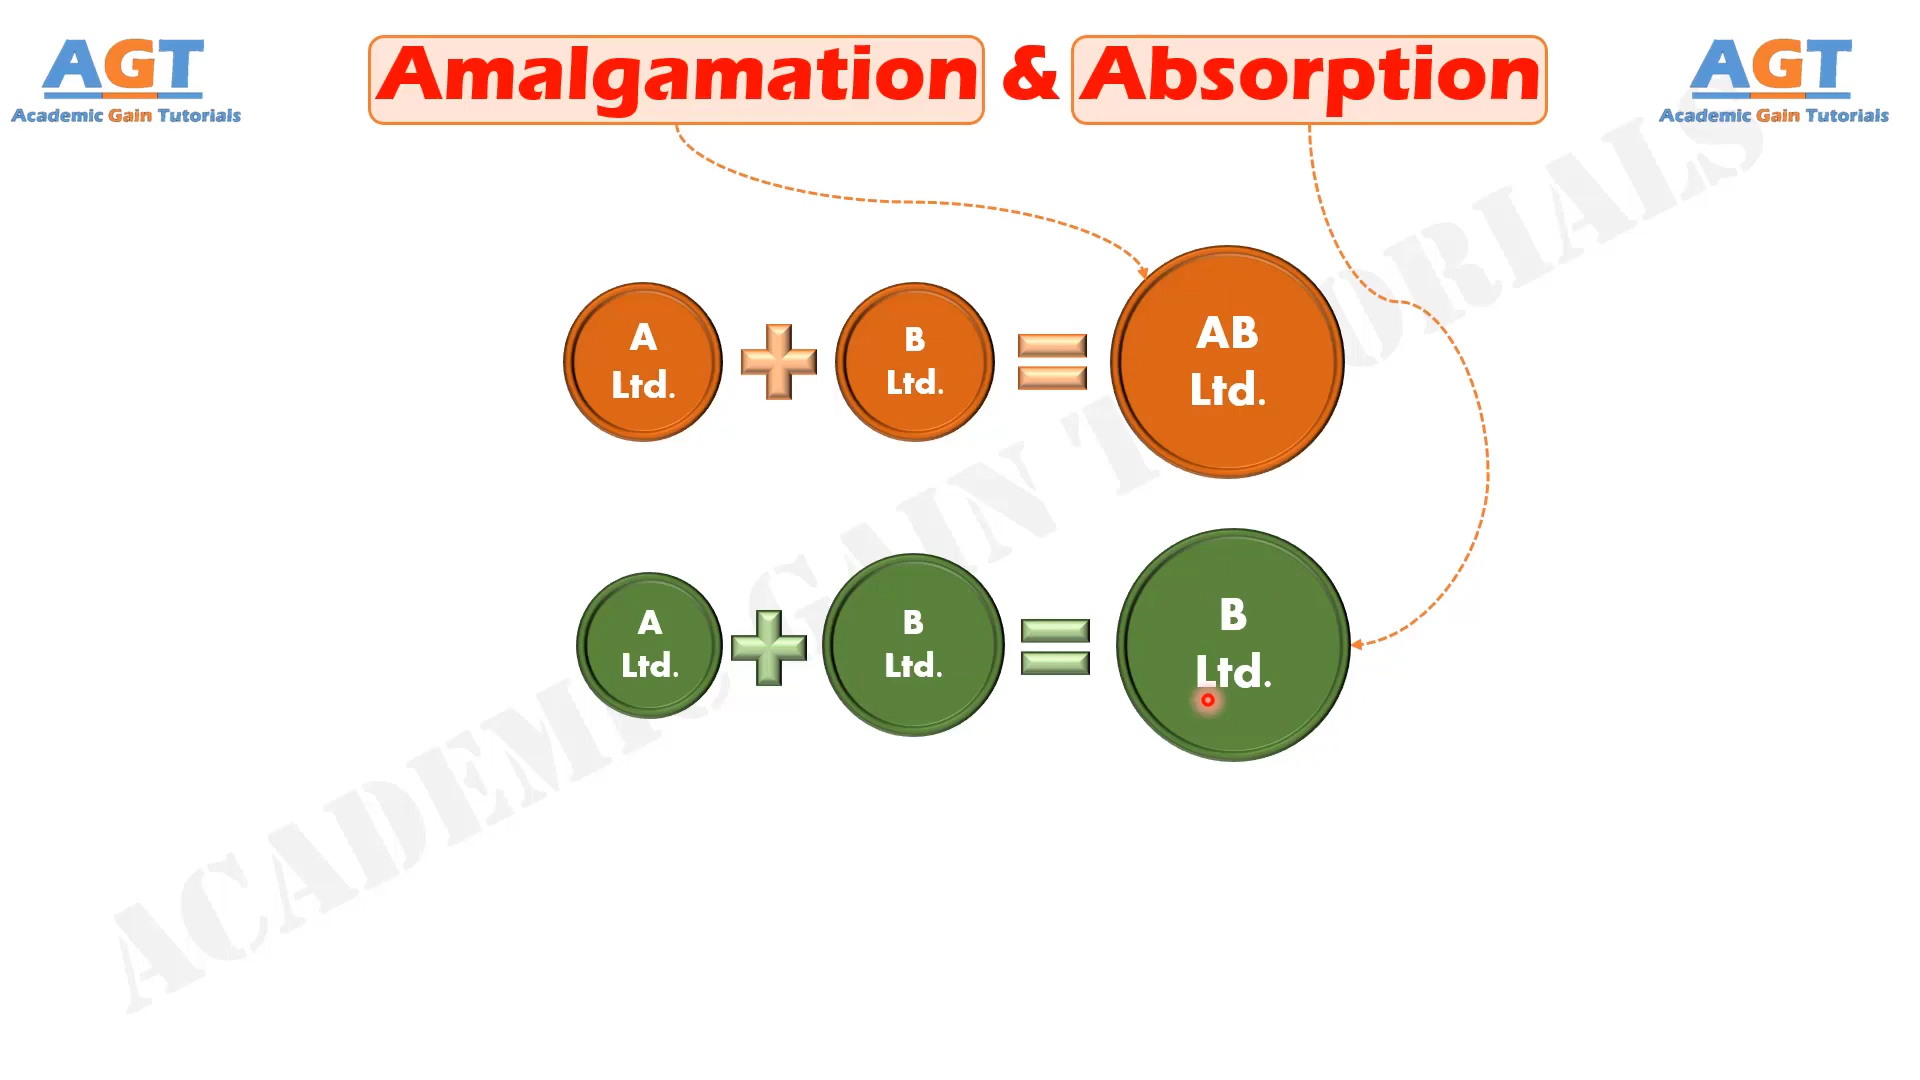 AGT
Academic Gain Tutorials
Amalgamation & Absorption
AGT
Academic Gain Tutorials
A
Ltd.
B
Ltd.
AB
Ltd.
A
Ltd.
B
Ltd.
B
Ltd.
ACADEMIC GAIN TUTORIALS